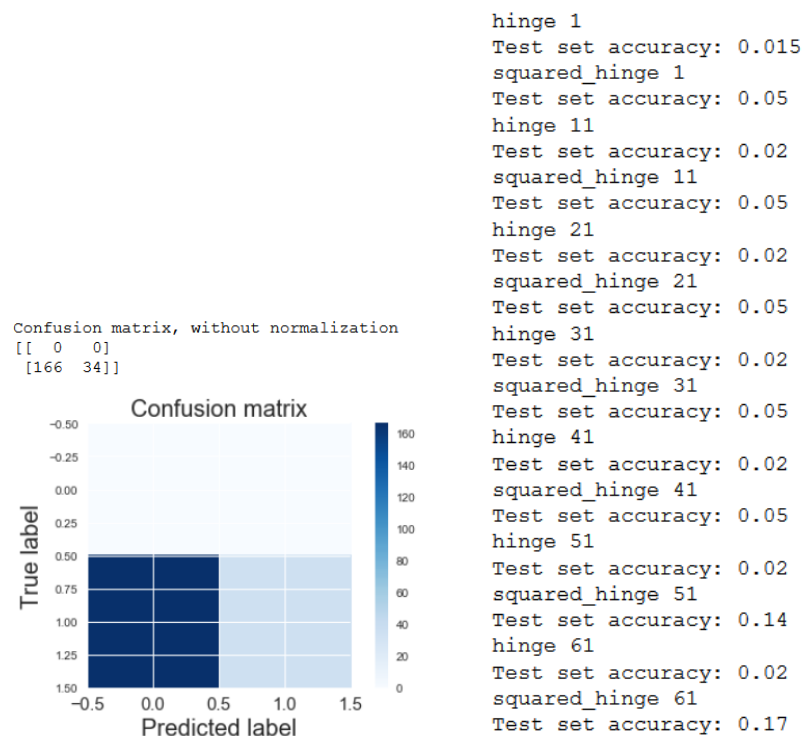 hinge 1
Test set accuracy: 0.015
squared_hinge 1
Test set accuracy: 0.05
hinge 11
Test set accuracy: 0.02
squared_hinge 11
Test set accuracy: 0.05
hinge 21
Test set accuracy: 0.02
squared_hinge 21
Test set accuracy: 0.05
hinge 31
Test set accuracy: 0.02
squared_hinge 31
Test set accuracy: 0.05
hinge 41
Test set accuracy: 0.02
squared_hinge 41
Test set accuracy: 0.05
hinge 51
Test set accuracy: 0.02
squared_hinge 51
Test set accuracy: 0.14
hinge 61
Test set accuracy: 0.02
squared_hinge 61
Test set accuracy: 0.17
Confusion matrix, without normalization
[[ 0 0]
[166 34]]
Confusion matrix
−0.50
−0.25
0.00
0.25
0.50
0.75
1.00
1.25
1.50
True label
−0.5 0.0 0.5 1.0 1.5
Predicted label
160
140
120
100
80
60
40
20
0